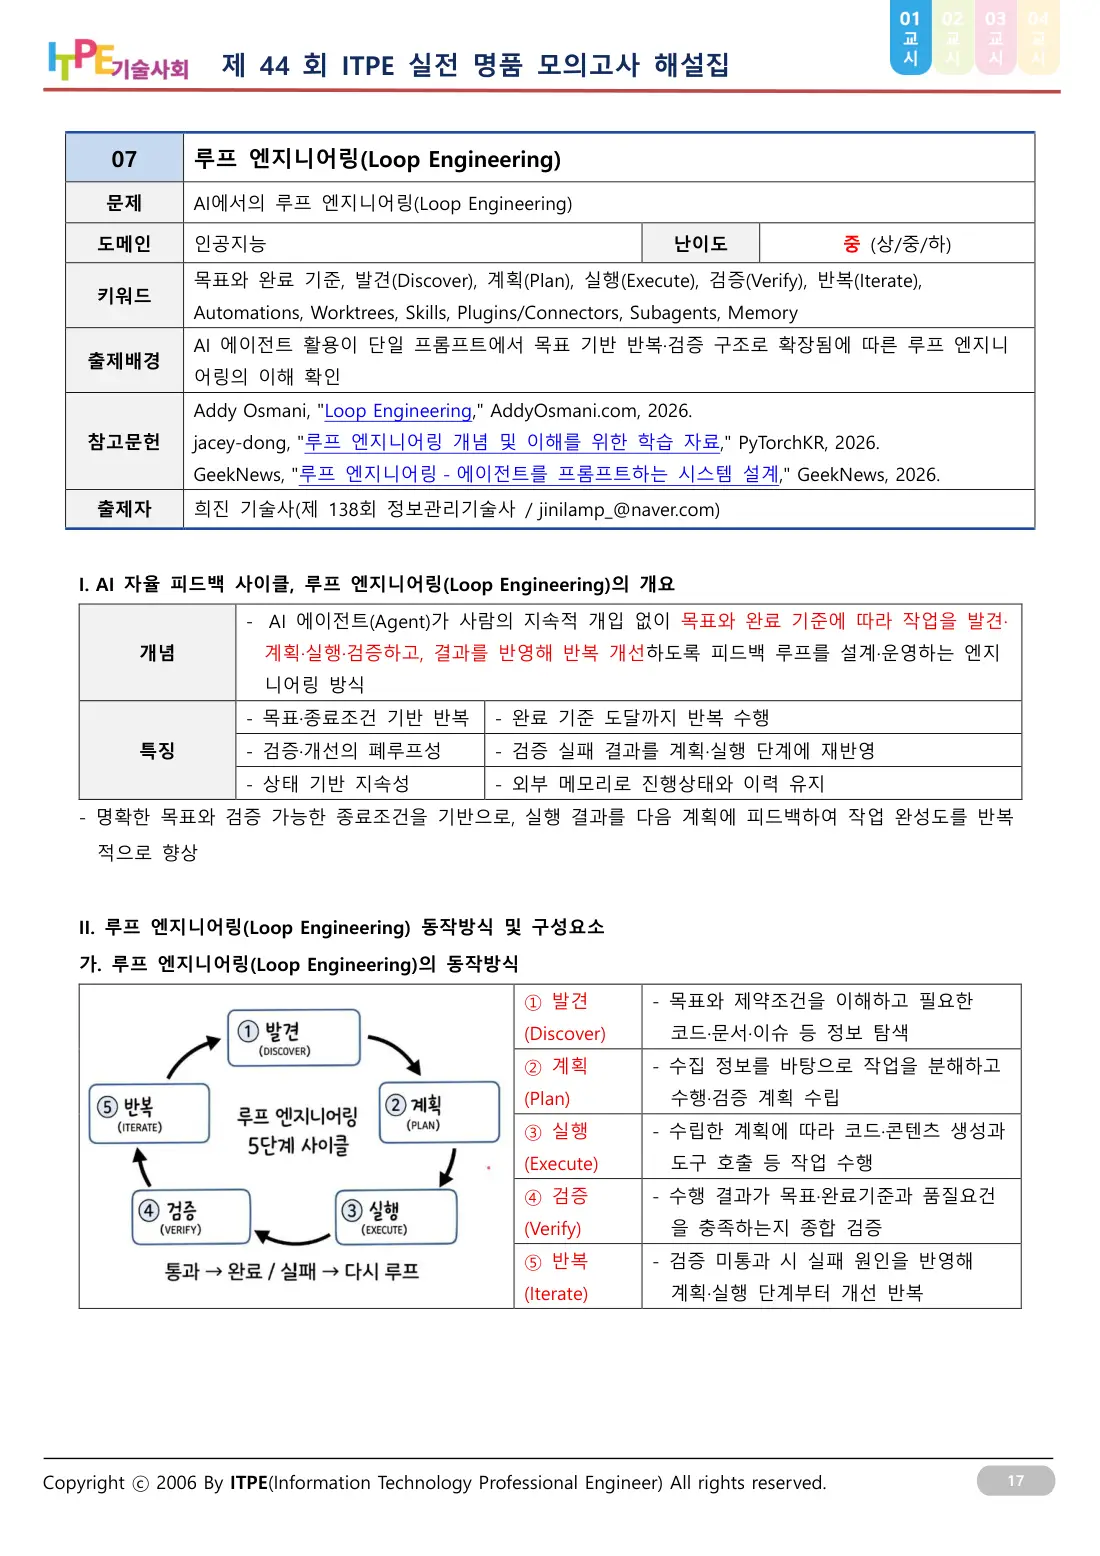 01 교 시
02 교 시
03 교 시
04 교 시
ITPE기술사회
제 44 회 ITPE 실전 명품 모의고사 해설집
07 루프 엔지니어링(Loop Engineering)
문제 AI에서의 루프 엔지니어링(Loop Engineering)
도메인 인공지능 난이도 중 (상/중/하)
키워드 목표와 완료 기준, 발견(Discover), 계획(Plan), 실행(Execute), 검증(Verify), 반복(Iterate),
Automations, Worktrees, Skills, Plugins/Connectors, Subagents, Memory
출제배경 AI 에이전트 활용이 단일 프롬프트에서 목표 기반 반복·검증 구조로 확장됨에 따른 루프 엔지니
어링의 이해 확인
참고문헌 Addy Osmani, "Loop Engineering," AddyOsmani.com, 2026.
jacey-dong, "루프 엔지니어링 개념 및 이해를 위한 학습 자료," PyTorchKR, 2026.
GeekNews, "루프 엔지니어링 - 에이전트를 프롬프트하는 시스템 설계," GeekNews, 2026.
출제자 희진 기술사(제 138회 정보관리기술사 / jinilamp_@naver.com)
I. AI 자율 피드백 사이클, 루프 엔지니어링(Loop Engineering)의 개요
개념 - AI 에이전트(Agent)가 사람의 지속적 개입 없이 목표와 완료 기준에 따라 작업을 발견·
계획·실행·검증하고, 결과를 반영해 반복 개선하도록 피드백 루프를 설계·운영하는 엔지
니어링 방식
특징 - 목표·종료조건 기반 반복 - 완료 기준 도달까지 반복 수행
- 검증·개선의 폐루프성 - 검증 실패 결과를 계획·실행 단계에 재반영
- 상태 기반 지속성 - 외부 메모리로 진행상태와 이력 유지
- 명확한 목표와 검증 가능한 종료조건을 기반으로, 실행 결과를 다음 계획에 피드백하여 작업 완성도를 반복
적으로 향상
II. 루프 엔지니어링(Loop Engineering) 동작방식 및 구성요소
가. 루프 엔지니어링(Loop Engineering)의 동작방식
① 발견
(DISCOVER)
② 계획
(PLAN)
③ 실행
(EXECUTE)
④ 검증
(VERIFY)
⑤ 반복
(ITERATE)
루프 엔지니어링
5단계 사이클
통과 → 완료 / 실패 → 다시 루프
① 발견 - 목표와 제약조건을 이해하고 필요한
(Discover) 코드·문서·이슈 등 정보 탐색
② 계획 - 수집 정보를 바탕으로 작업을 분해하고
(Plan) 수행·검증 계획 수립
③ 실행 - 수립한 계획에 따라 코드·콘텐츠 생성과
(Execute) 도구 호출 등 작업 수행
④ 검증 - 수행 결과가 목표·완료기준과 품질요건
(Verify) 을 충족하는지 종합 검증
⑤ 반복 - 검증 미통과 시 실패 원인을 반영해
(Iterate) 계획·실행 단계부터 개선 반복
Copyright ⓒ 2006 By ITPE(Information Technology Professional Engineer) All rights reserved.
17